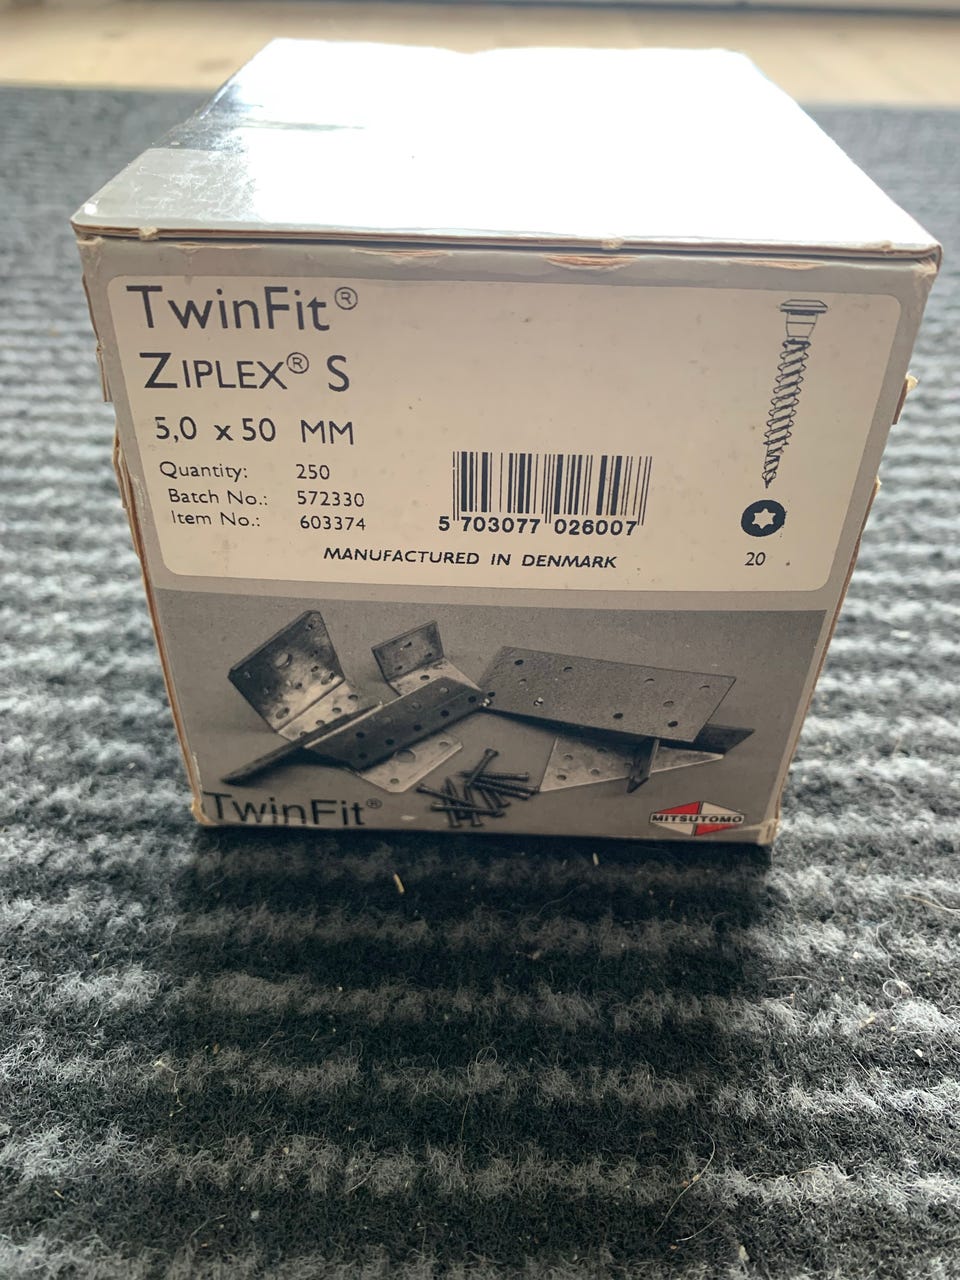 TwinFit®
ZIPLEX® S
5,0 x 50 MM
Quantity: 250
Batch No.: 572330
Item No.: 603374
5 703077 026007
MANUFACTURED IN DENMARK
20
TwinFit®
MITSUTOMO